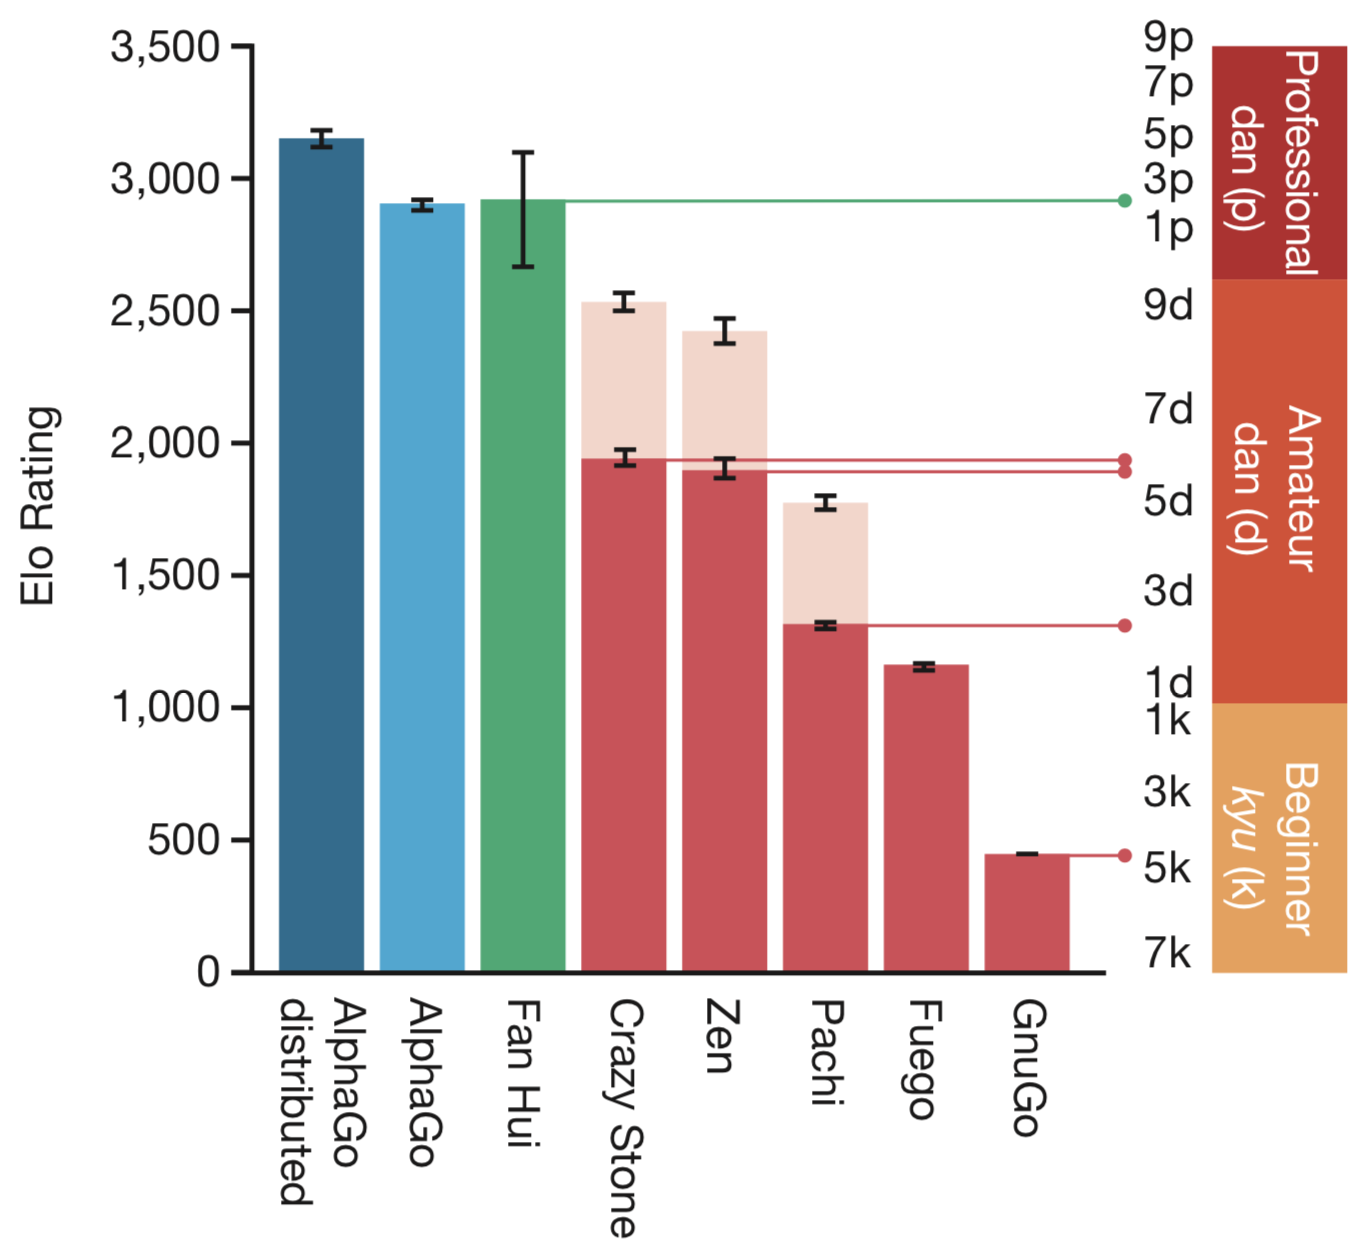 3,500
3,000
2,500
2,000
1,500
1,000
500
0
Elo Rating
AlphaGo
distributed
AlphaGo
Fan Hui
Crazy Stone
Zen
Pachi
Fuego
GnuGo
9p
7p
5p
3p
1p
9d
7d
5d
3d
1d
1k
3k
5k
7k
Professional
dan (p)
Amateur
dan (d)
Beginner
kyu (k)